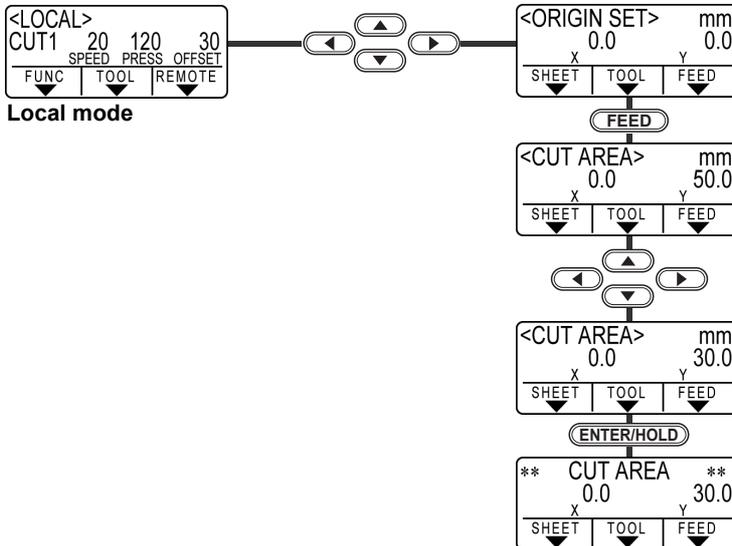 <LOCAL>
CUT1 20 120 30
SPEED PRESS OFFSET
FUNC TOOL REMOTE
Local mode
<ORIGIN SET> mm
0.0 0.0
X Y
SHEET TOOL FEED
FEED
<CUT AREA> mm
0.0 50.0
X Y
SHEET TOOL FEED
<CUT AREA> mm
0.0 30.0
X Y
SHEET TOOL FEED
ENTER/HOLD
** CUT AREA **
0.0 30.0
X Y
SHEET TOOL FEED